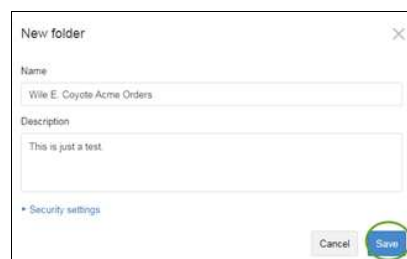 New folder
Name
Wile E. Coyote Acme Orders
Description
This is just a test.
Security settings
Cancel Save